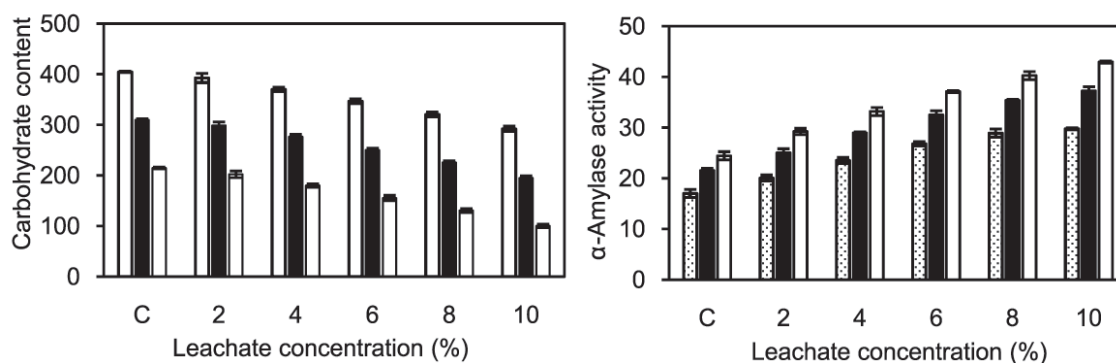 Carbohydrate content
500
400
300
200
100
0
C 2 4 6 8 10
Leachate concentration (%)
α-Amylase activity
50
40
30
20
10
0
C 2 4 6 8 10
Leachate concentration (%)